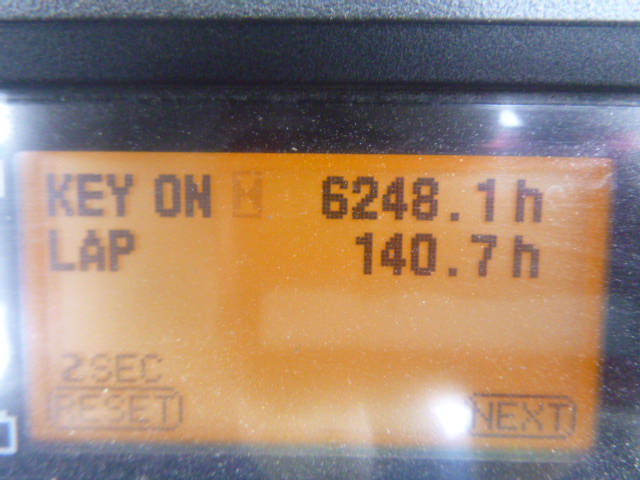 KEY ON 6248.1h
LAP 140.7h
2SEC
RESET NEXT